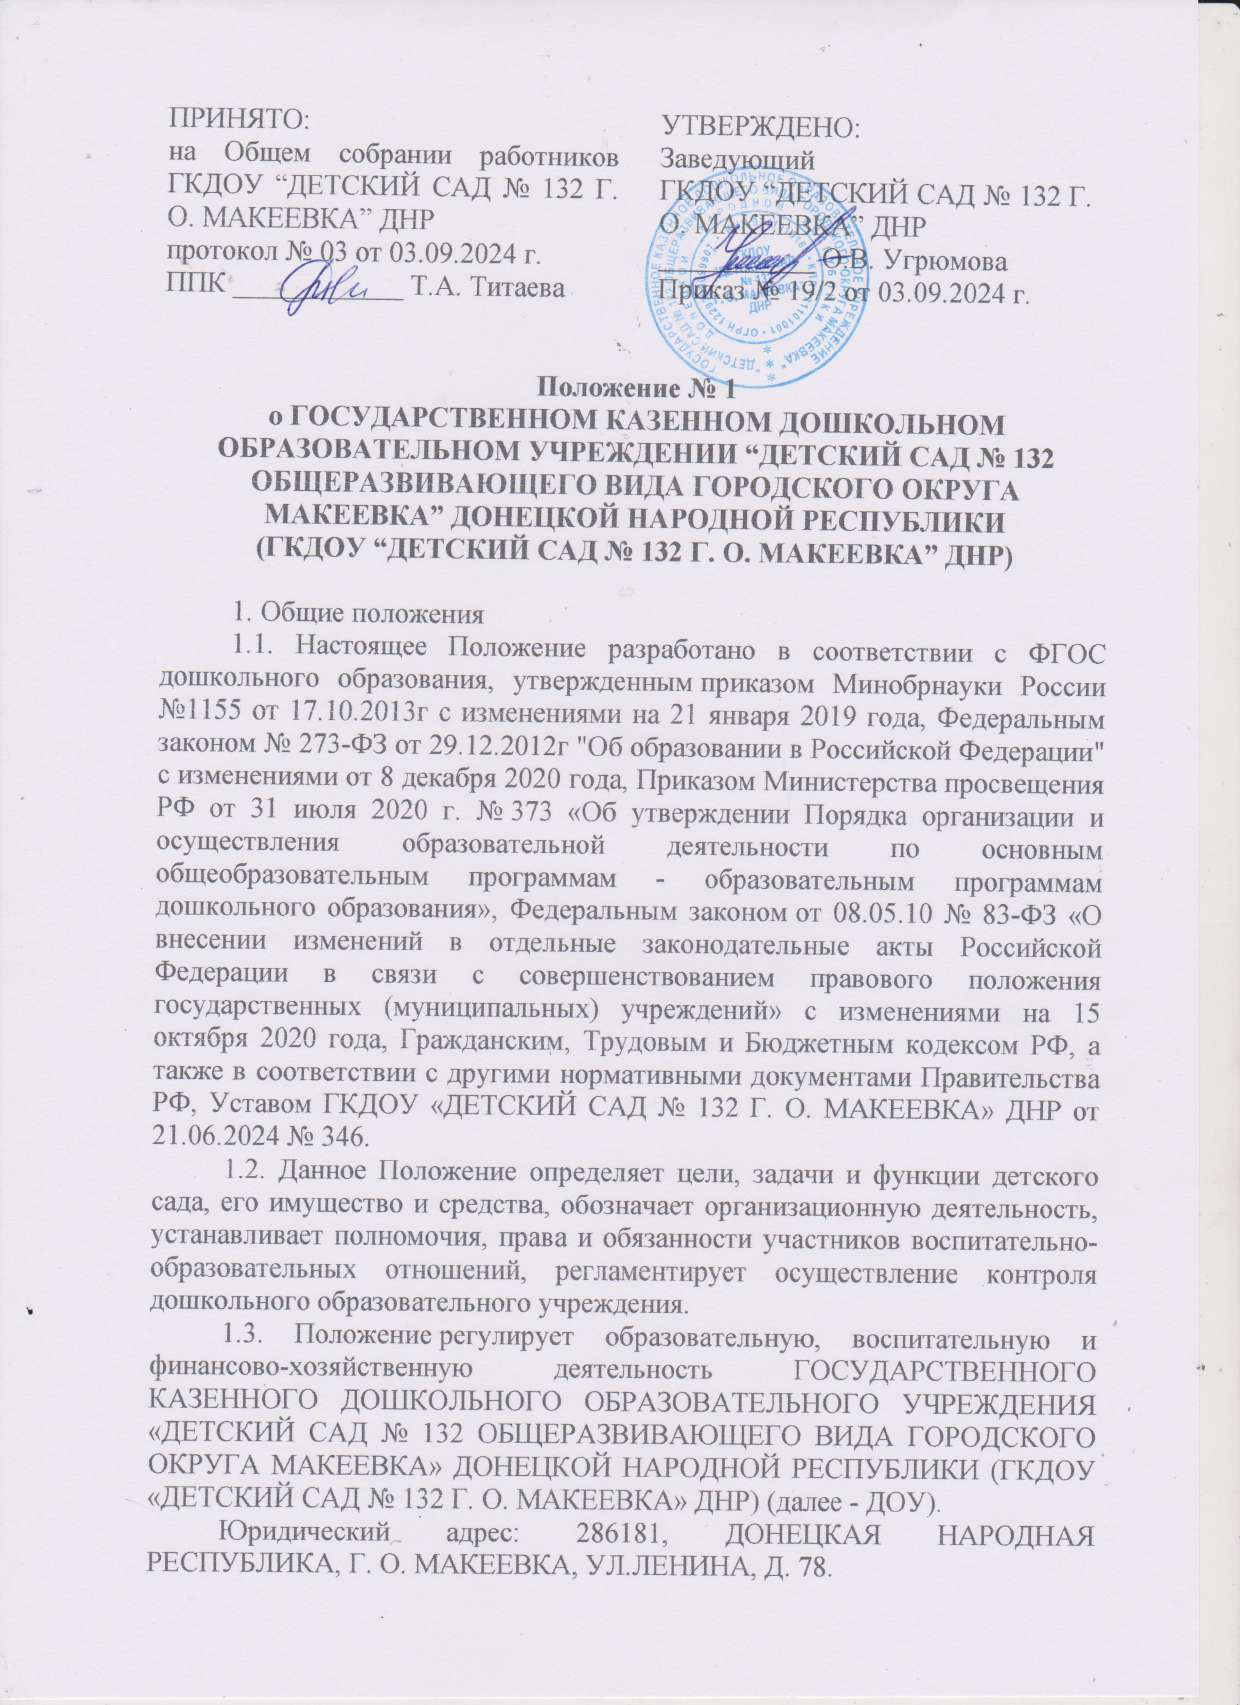 ПРИНЯТО:
на Общем собрании работников
ГКДОУ “ДЕТСКИЙ САД № 132 Г.
О. МАКЕЕВКА” ДНР
протокол № 03 от 03.09.2024 г.
ППК ____________ Т.А. Титаева
УТВЕРЖДЕНО:
Заведующий
ГКДОУ “ДЕТСКИЙ САД № 132 Г.
О. МАКЕЕВКА” ДНР
___________ О.В. Угрюмова
Приказ № 19/2 от 03.09.2024 г.
Положение № 1
о ГОСУДАРСТВЕННОМ КАЗЕННОМ ДОШКОЛЬНОМ
ОБРАЗОВАТЕЛЬНОМ УЧРЕЖДЕНИИ “ДЕТСКИЙ САД № 132
ОБЩЕРАЗВИВАЮЩЕГО ВИДА ГОРОДСКОГО ОКРУГА
МАКЕЕВКА” ДОНЕЦКОЙ НАРОДНОЙ РЕСПУБЛИКИ
(ГКДОУ “ДЕТСКИЙ САД № 132 Г. О. МАКЕЕВКА” ДНР)
1. Общие положения
1.1. Настоящее Положение разработано в соответствии с ФГОС
дошкольного образования, утвержденным приказом Минобрнауки России
№1155 от 17.10.2013г с изменениями на 21 января 2019 года, Федеральным
законом № 273-ФЗ от 29.12.2012г "Об образовании в Российской Федерации"
с изменениями от 8 декабря 2020 года, Приказом Министерства просвещения
РФ от 31 июля 2020 г. № 373 «Об утверждении Порядка организации и
осуществления образовательной деятельности по основным
общеобразовательным программам - образовательным программам
дошкольного образования», Федеральным законом от 08.05.10 № 83-ФЗ «О
внесении изменений в отдельные законодательные акты Российской
Федерации в связи с совершенствованием правового положения
государственных (муниципальных) учреждений» с изменениями на 15
октября 2020 года, Гражданским, Трудовым и Бюджетным кодексом РФ, а
также в соответствии с другими нормативными документами Правительства
РФ, Уставом ГКДОУ «ДЕТСКИЙ САД № 132 Г. О. МАКЕЕВКА» ДНР от
21.06.2024 № 346.
1.2. Данное Положение определяет цели, задачи и функции детского
сада, его имущество и средства, обозначает организационную деятельность,
устанавливает полномочия, права и обязанности участников воспитательно-
образовательных отношений, регламентирует осуществление контроля
дошкольного образовательного учреждения.
1.3. Положение регулирует образовательную, воспитательную и
финансово-хозяйственную деятельность ГОСУДАРСТВЕННОГО
КАЗЕННОГО ДОШКОЛЬНОГО ОБРАЗОВАТЕЛЬНОГО УЧРЕЖДЕНИЯ
«ДЕТСКИЙ САД № 132 ОБЩЕРАЗВИВАЮЩЕГО ВИДА ГОРОДСКОГО
ОКРУГА МАКЕЕВКА» ДОНЕЦКОЙ НАРОДНОЙ РЕСПУБЛИКИ (ГКДОУ
«ДЕТСКИЙ САД № 132 Г. О. МАКЕЕВКА» ДНР) (далее - ДОУ).
Юридический адрес: 286181, ДОНЕЦКАЯ НАРОДНАЯ
РЕСПУБЛИКА, Г. О. МАКЕЕВКА, УЛ.ЛЕНИНА, Д. 78.